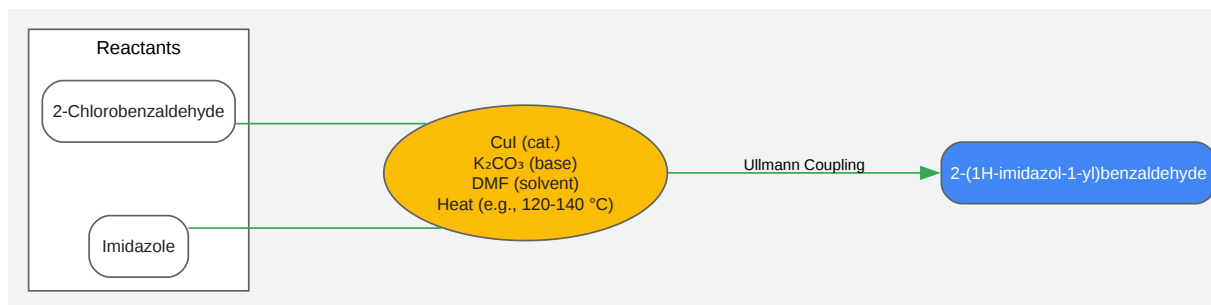 Reactants
2-Chlorobenzaldehyde
Imidazole
CuI (cat.)
K₂CO₃ (base)
DMF (solvent)
Heat (e.g., 120-140 °C)
Ullmann Coupling
2-(1H-imidazol-1-yl)benzaldehyde